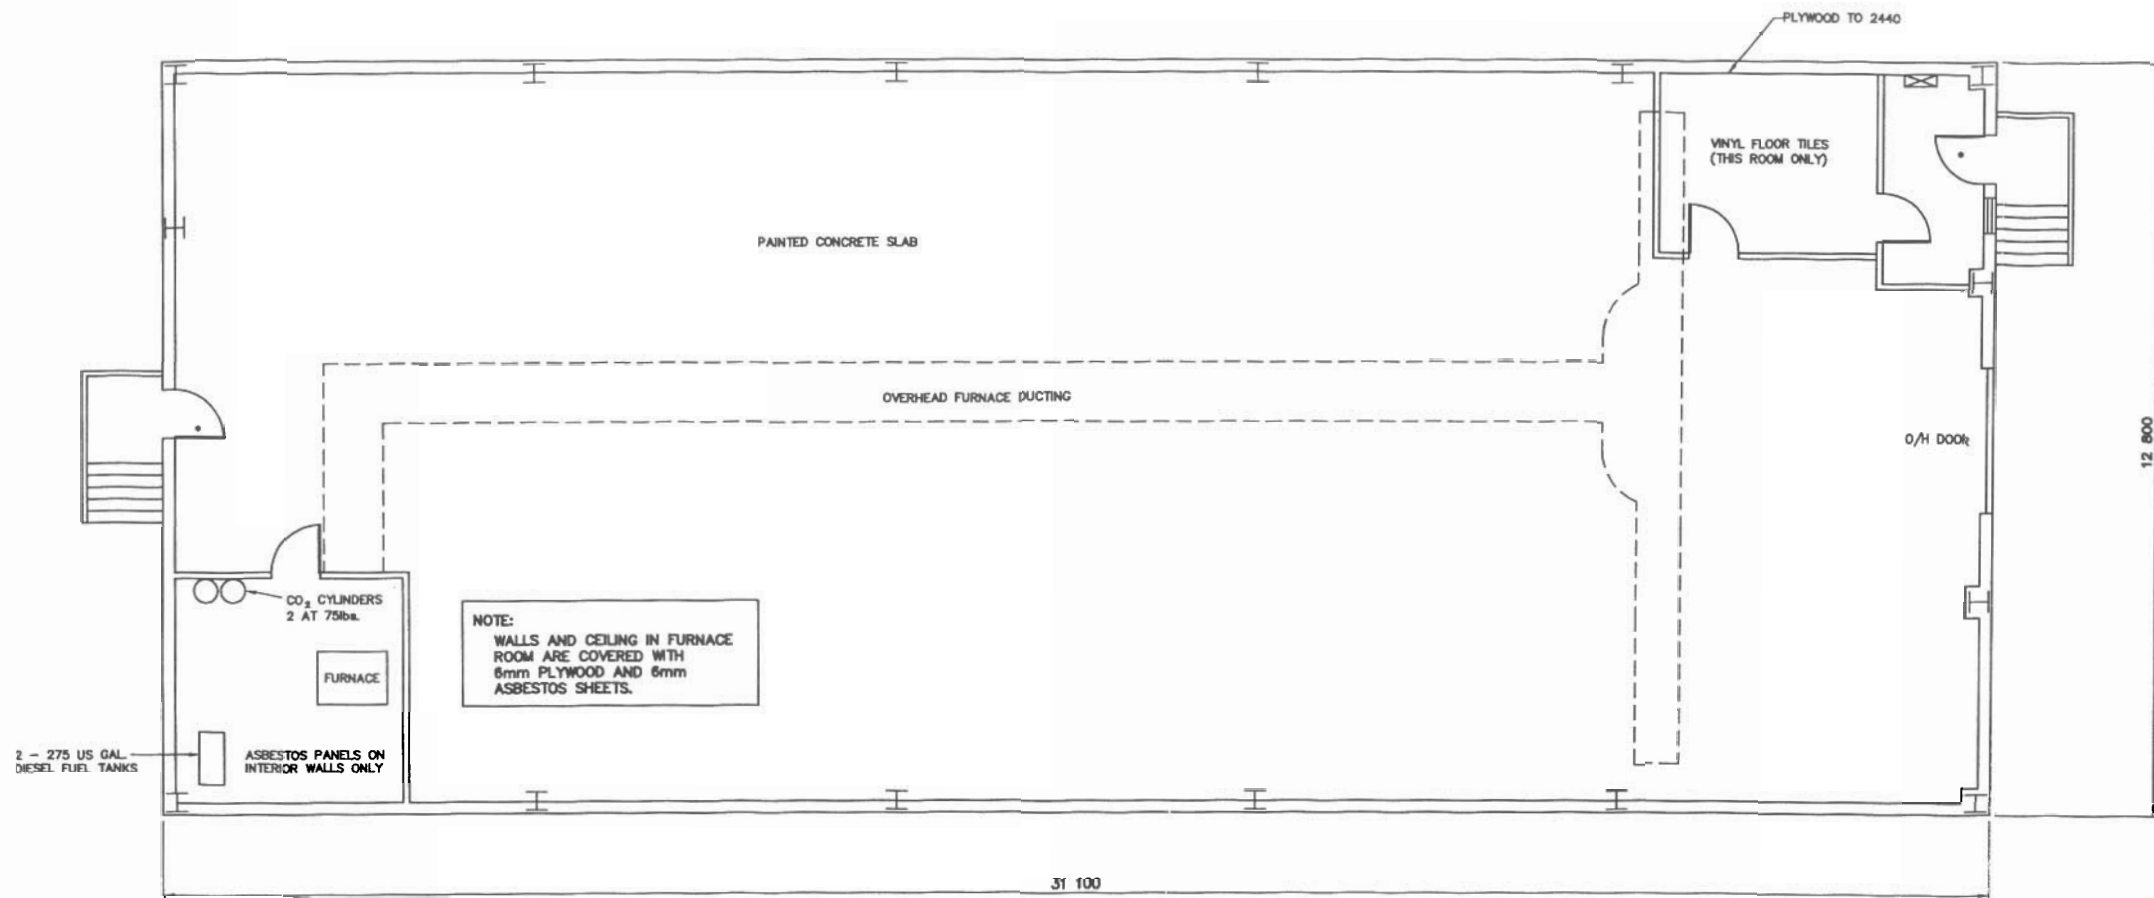 PLYWOOD TO 2440
VINYL FLOOR TILES
(THIS ROOM ONLY)
PAINTED CONCRETE SLAB
OVERHEAD FURNACE DUCTING
O/H DOOR
12 800
CO₂ CYLINDERS
2 AT 75lbs.
NOTE:
WALLS AND CEILING IN FURNACE
ROOM ARE COVERED WITH
6mm PLYWOOD AND 6mm
ASBESTOS SHEETS.
FURNACE
2 - 275 US GAL.
DIESEL FUEL TANKS
ASBESTOS PANELS ON
INTERIOR WALLS ONLY
31 100